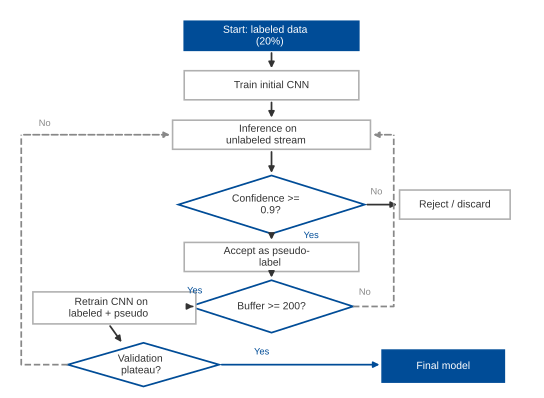 Start: labeled data
(20%)
Train initial CNN
No
Inference on
unlabeled stream
Confidence >=
0.9?
No
Reject / discard
Yes
Accept as pseudo-
label
Yes
Retrain CNN on
labeled + pseudo
Buffer >= 200?
No
Validation
plateau?
Yes
Final model